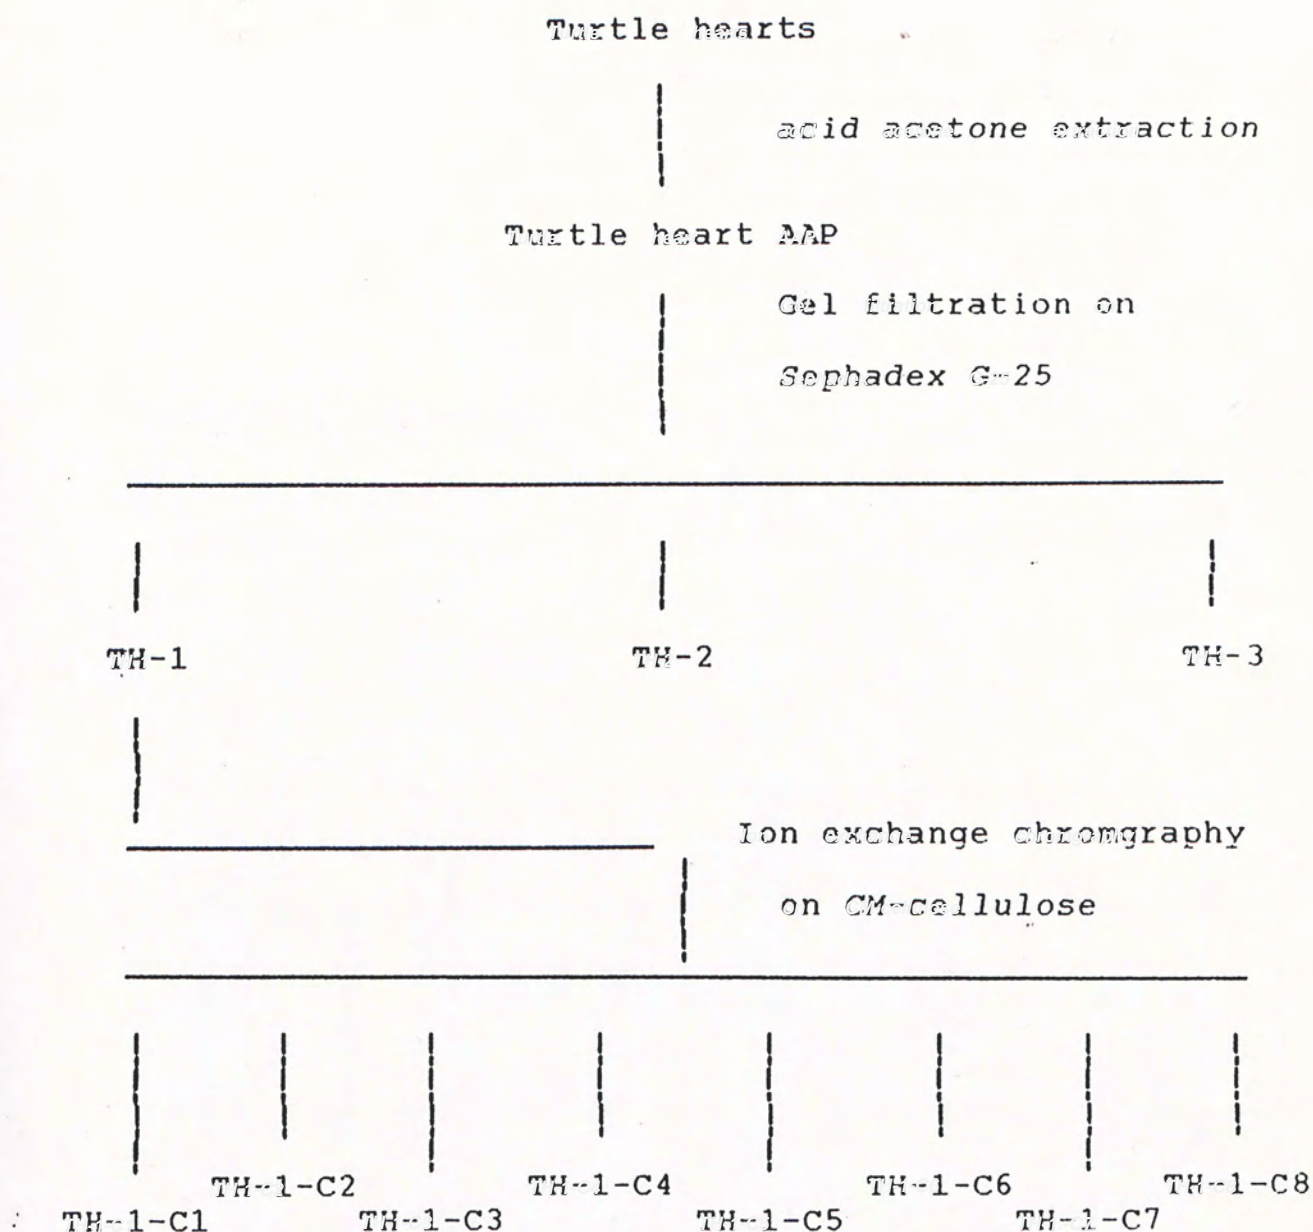 Turtle hearts
acid acetone extraction
Turtle heart AAP
Gel filtration on
Sephadex G-25
TH-1 TH-2 TH-3
Ion exchange chromgraphy
on CM-cellulose
TH-1-C2 TH-1-C4 TH-1-C6 TH-1-C8
TH-1-C1 TH-1-C3 TH-1-C5 TH-1-C7